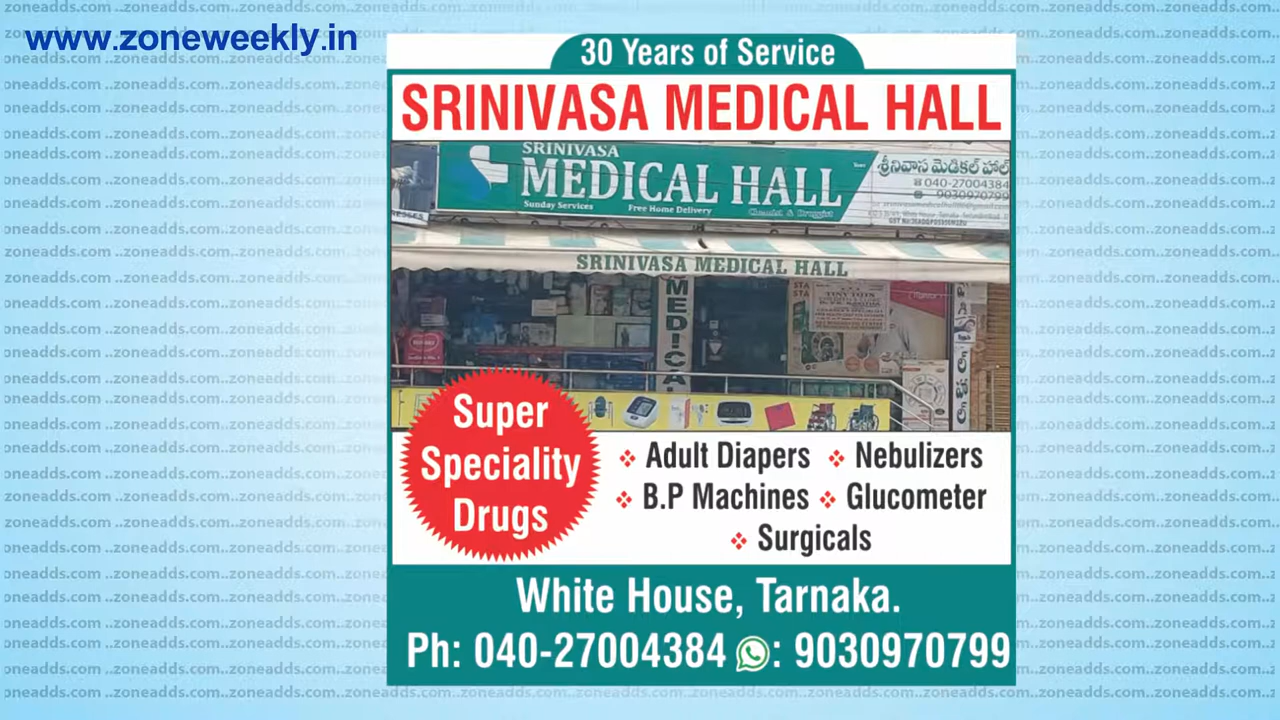 www.zoneweekly.in
30 Years of Service
SRINIVASA MEDICAL HALL
SRINIVASA
MEDICAL HALL
Sunday Services Free Home Delivery Chemist & Druggist
శ్రీనివాస మెడికల్ హాల్
040-27004384
9030970799
SRINIVASA MEDICAL HALL
MEDICA
Super
Speciality
Drugs
Adult Diapers Nebulizers
B.P Machines Glucometer
Surgicals
White House, Tarnaka.
Ph: 040-27004384 : 9030970799